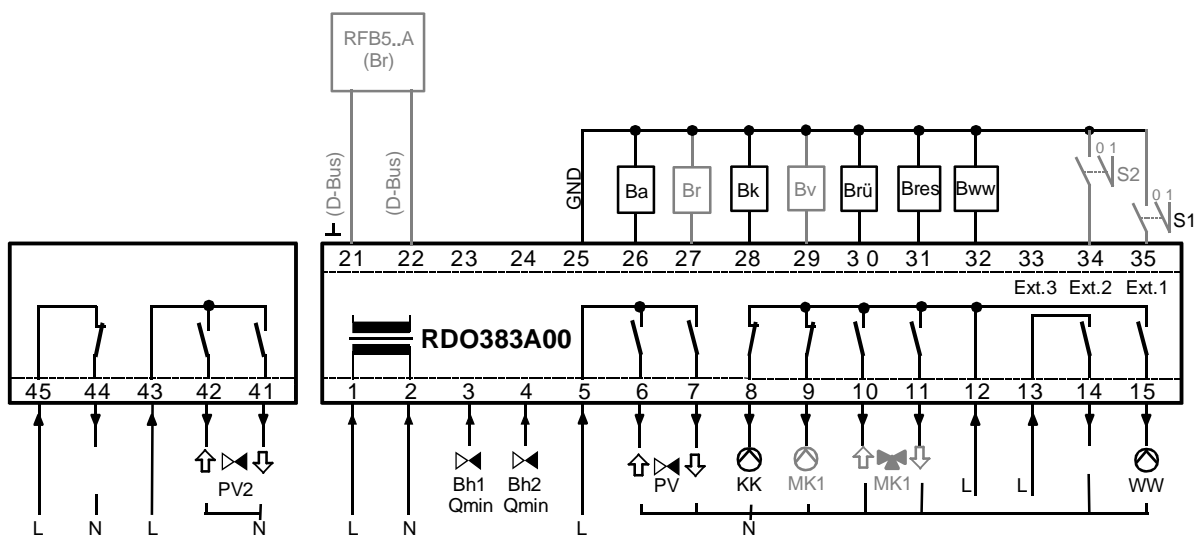 RFB5..A
(Br)
(D-Bus)
(D-Bus)
GND
Ba Br Bk Bv Brü Bres Bww
0 1
S2
0 1
S1
21 22 23 24 25 26 27 28 29 3 0 31 32 33 34 35
Ext.3 Ext.2 Ext.1
RDO383A00
45 44 43 42 41
1 2 3 4 5 6 7 8 9 10 11 12 13 14 15
PV2
Bh1
Qmin
Bh2
Qmin
PV
KK
MK1
MK1
L
L
WW
L N L N
L N L N